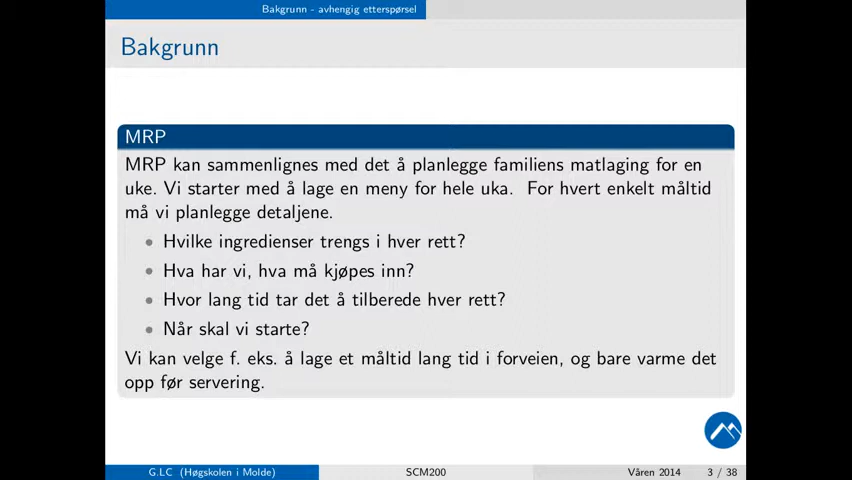 Bakgrunn - avhengig etterspørsel
Bakgrunn
MRP
MRP kan sammenlignes med det å planlegge familiens matlaging for en
uke. Vi starter med å lage en meny for hele uka. For hvert enkelt måltid
må vi planlegge detaljene.
• Hvilke ingredienser trengs i hver rett?
• Hva har vi, hva må kjøpes inn?
• Hvor lang tid tar det å tilberede hver rett?
• Når skal vi starte?
Vi kan velge f. eks. å lage et måltid lang tid i forveien, og bare varme det
opp før servering.
G.LC (Høgskolen i Molde) SCM200 Våren 2014 3 / 38